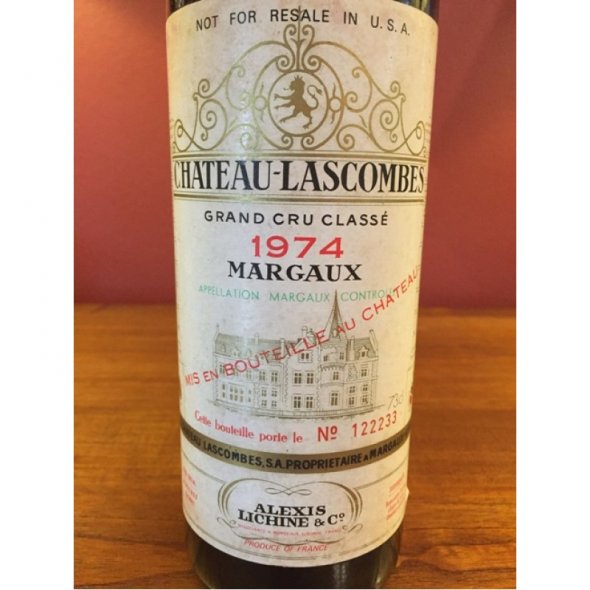 NOT FOR RESALE IN U.S.A.
CHATEAU-LASCOMBES
GRAND CRU CLASSÉ
1974
MARGAUX
APPELLATION MARGAUX CONTROLÉE
MIS EN BOUTEILLE AU CHATEAU
73cl
Cette bouteille porte le Nº 122233
LASCOMBES, S.A. PROPRIETAIRE A MARGAUX
ALEXIS
LICHINE & Cº
PRODUCE OF FRANCE